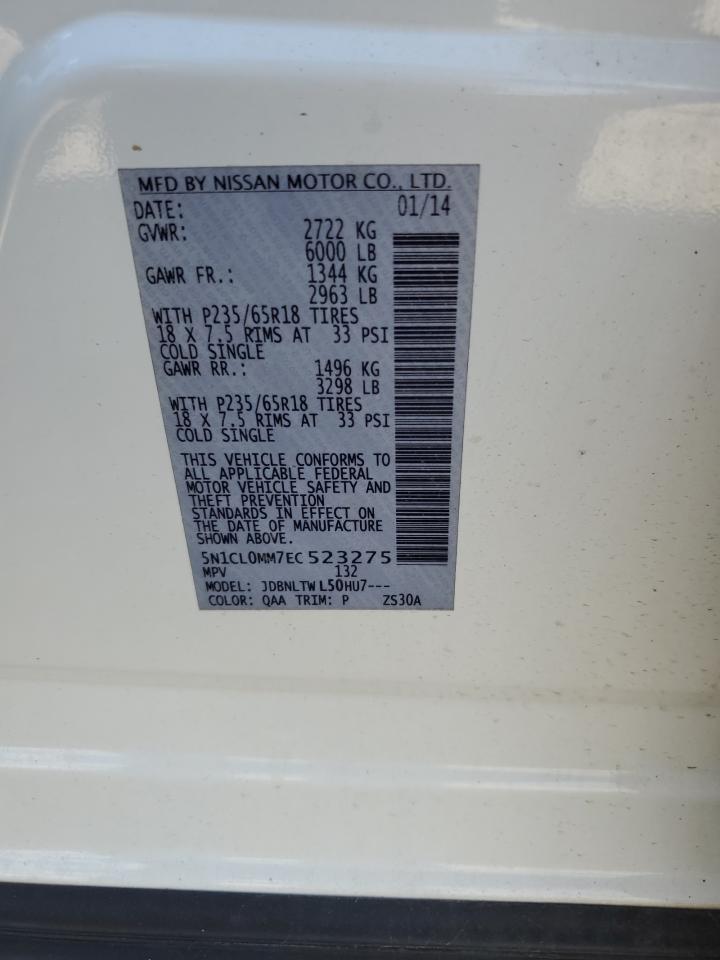 MFD BY NISSAN MOTOR CO., LTD.
DATE: 01/14
GVWR: 2722 KG
6000 LB
GAWR FR.: 1344 KG
2963 LB
WITH P235/65R18 TIRES
18 X 7.5 RIMS AT 33 PSI
COLD SINGLE
GAWR RR.: 1496 KG
3298 LB
WITH P235/65R18 TIRES
18 X 7.5 RIMS AT 33 PSI
COLD SINGLE
THIS VEHICLE CONFORMS TO
ALL APPLICABLE FEDERAL
MOTOR VEHICLE SAFETY AND
THEFT PREVENTION
STANDARDS IN EFFECT ON
THE DATE OF MANUFACTURE
SHOWN ABOVE.
5N1CL0MM7EC523275
MPV 132
MODEL: JDBNLTWL50HU7---
COLOR: QAA TRIM: P ZS30A